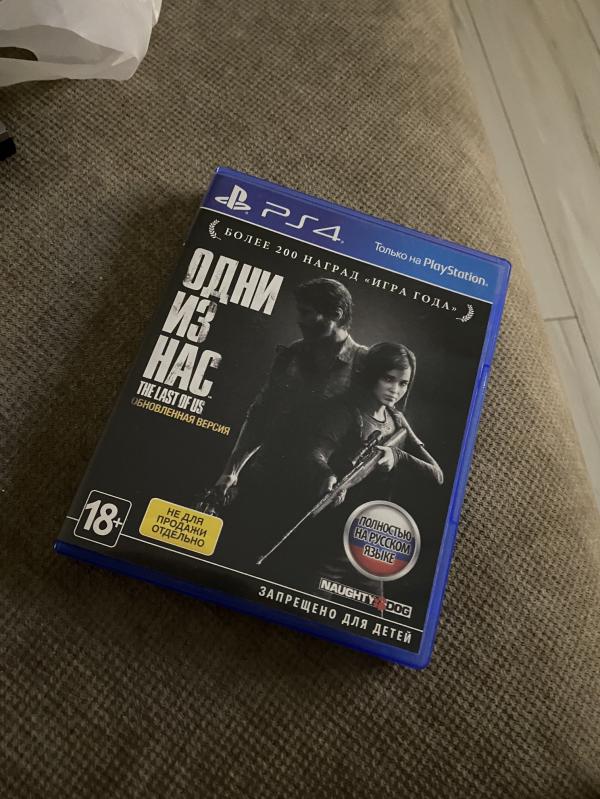 PS4
Только на PlayStation.
БОЛЕЕ 200 НАГРАД «ИГРА ГОДА»
ОДНИ
ИЗ
НАС
THE LAST OF US
ОБНОВЛЕННАЯ ВЕРСИЯ
18+
НЕ ДЛЯ
ПРОДАЖИ
ОТДЕЛЬНО
ПОЛНОСТЬЮ
НА РУССКОМ
ЯЗЫКЕ
NAUGHTY DOG
ЗАПРЕЩЕНО ДЛЯ ДЕТЕЙ